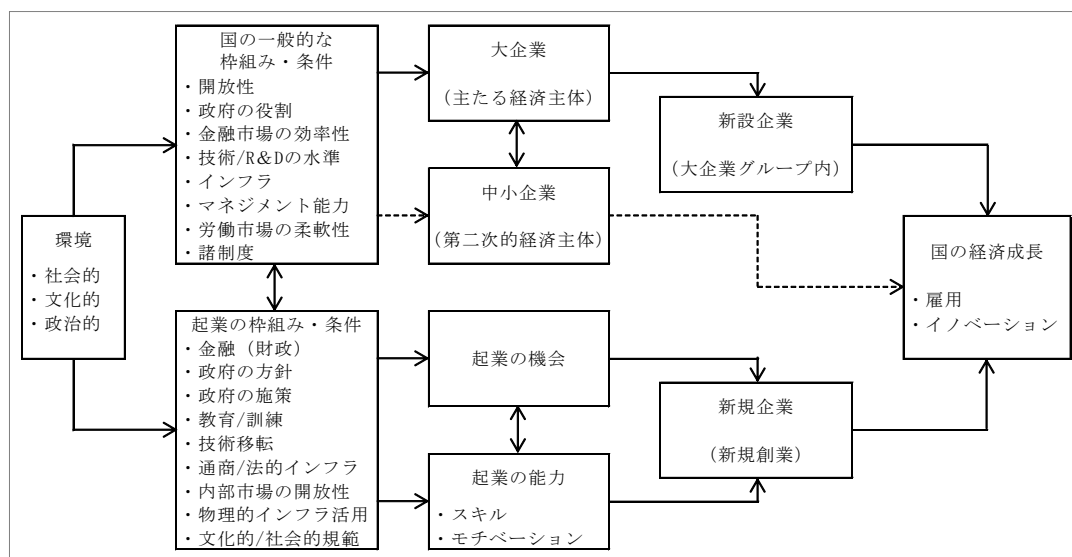 環境
・社会的
・文化的
・政治的
国の一般的な
枠組み・条件
・開放性
・政府の役割
・金融市場の効率性
・技術/R&Dの水準
・インフラ
・マネジメント能力
・労働市場の柔軟性
・諸制度
起業の枠組み・条件
・金融（財政）
・政府の方針
・政府の施策
・教育/訓練
・技術移転
・通商/法的インフラ
・内部市場の開放性
・物理的インフラ活用
・文化的/社会的規範
大企業
（主たる経済主体）
中小企業
（第二次的経済主体）
起業の機会
起業の能力
・スキル
・モチベーション
新設企業
（大企業グループ内）
新規企業
（新規創業）
国の経済成長
・雇用
・イノベーション